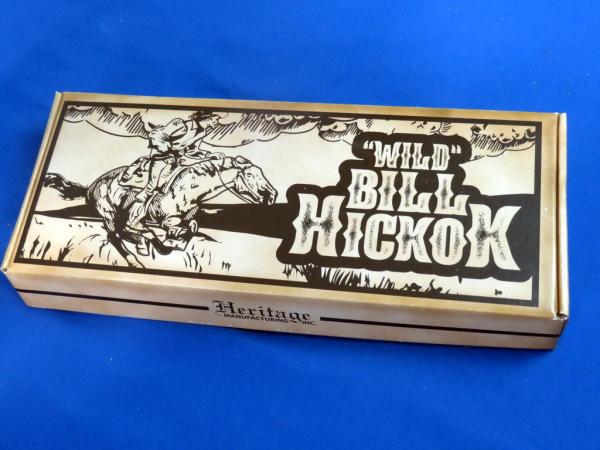 "WILD"
BILL
HICKOK
Heritage
MANUFACTURING INC.